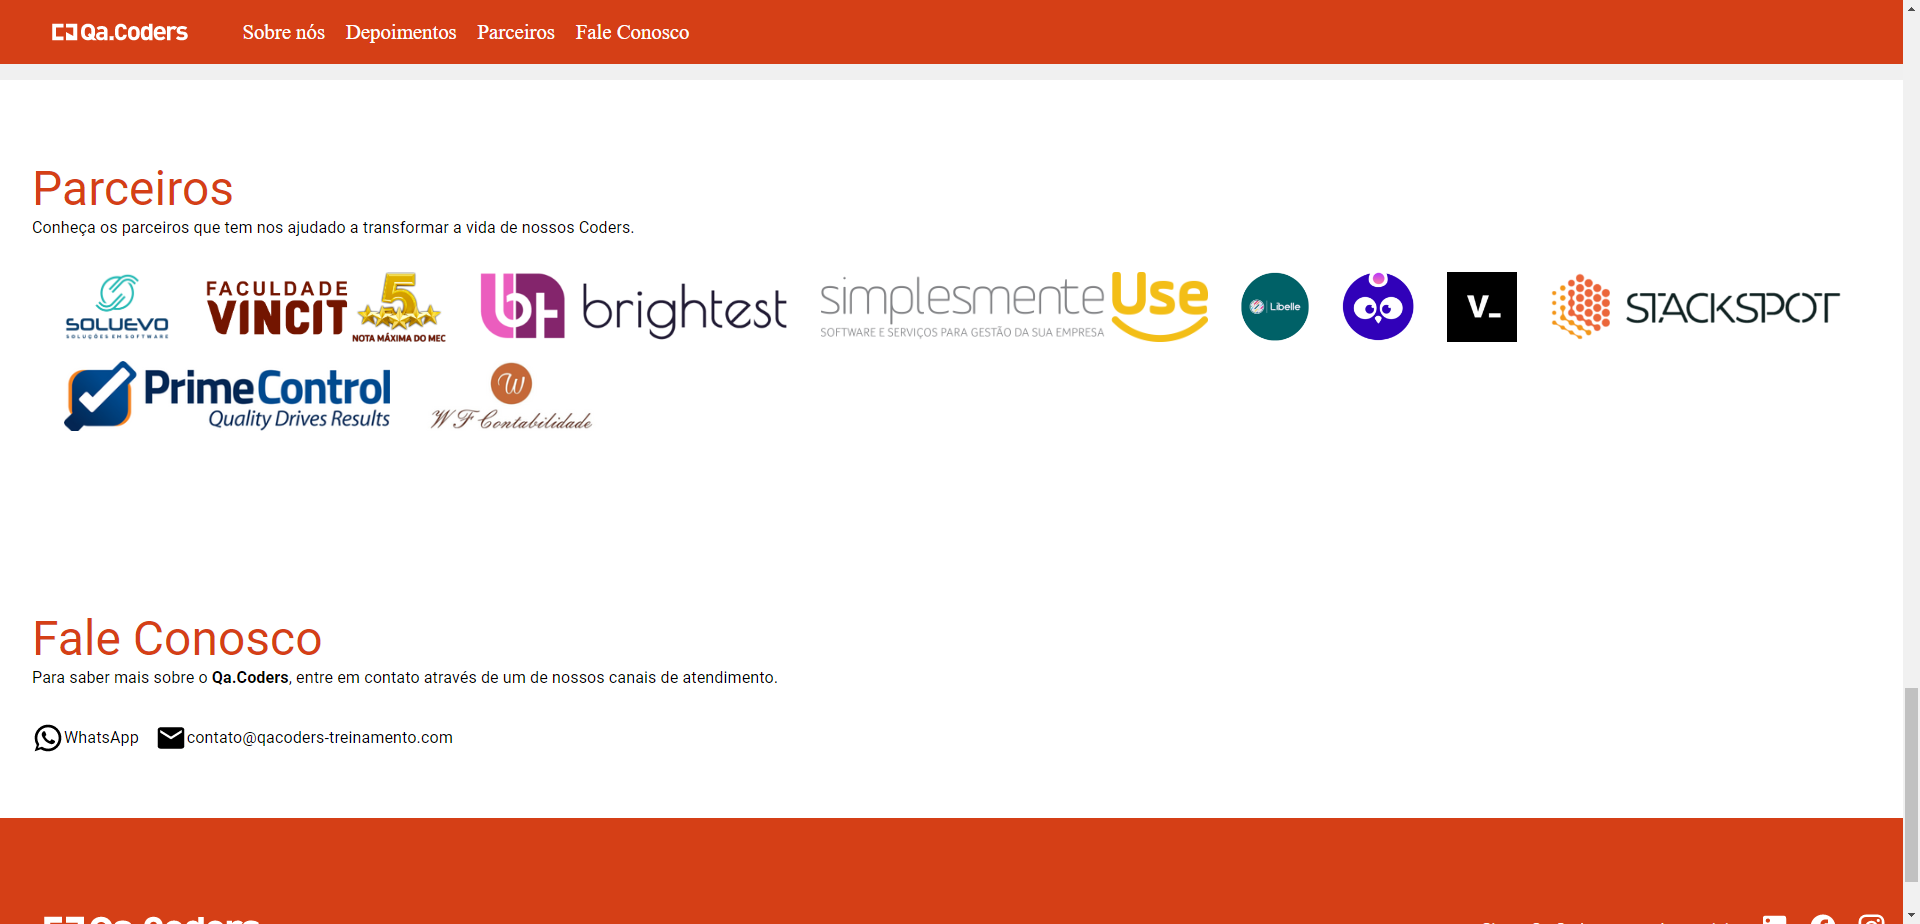 Qa.Coders
Sobre nós Depoimentos Parceiros Fale Conosco
Parceiros
Conheça os parceiros que tem nos ajudado a transformar a vida de nossos Coders.
SOLUEVO
SOLUÇÕES EM SOFTWARE
FACULDADE
VINCIT
5
NOTA MÁXIMA DO MEC
brightest
simplesmente Use
SOFTWARE E SERVIÇOS PARA GESTÃO DA SUA EMPRESA
Libelle
V_
STACKSPOT
PrimeControl
Quality Drives Results
W
WF Contabilidade
Fale Conosco
Para saber mais sobre o Qa.Coders, entre em contato através de um de nossos canais de atendimento.
WhatsApp contato@qacoders-treinamento.com
Qa.Coders